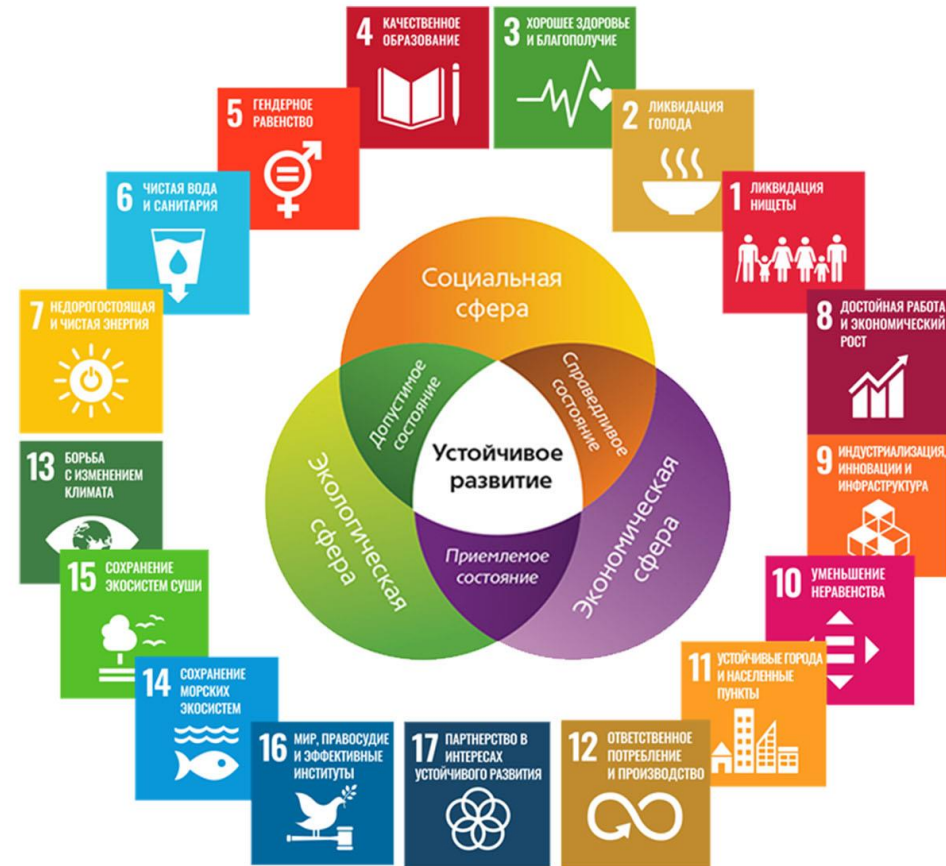 4 КАЧЕСТВЕННОЕ
ОБРАЗОВАНИЕ
3 ХОРОШЕЕ ЗДОРОВЬЕ
И БЛАГОПОЛУЧИЕ
5 ГЕНДЕРНОЕ
РАВЕНСТВО
2 ЛИКВИДАЦИЯ
ГОЛОДА
6 ЧИСТАЯ ВОДА
И САНИТАРИЯ
1 ЛИКВИДАЦИЯ
НИЩЕТЫ
7 НЕДОРОГОСТОЯЩАЯ
И ЧИСТАЯ ЭНЕРГИЯ
8 ДОСТОЙНАЯ РАБОТА
И ЭКОНОМИЧЕСКИЙ
РОСТ
Социальная
сфера
Допустимое
состояние
Справедливое
состояние
Устойчивое
развитие
Экологическая
сфера
Приемлемое
состояние
Экономическая
сфера
13 БОРЬБА
С ИЗМЕНЕНИЕМ
КЛИМАТА
9 ИНДУСТРИАЛИЗАЦИЯ,
ИННОВАЦИИ И
ИНФРАСТРУКТУРА
15 СОХРАНЕНИЕ
ЭКОСИСТЕМ СУШИ
10 УМЕНЬШЕНИЕ
НЕРАВЕНСТВА
14 СОХРАНЕНИЕ
МОРСКИХ
ЭКОСИСТЕМ
11 УСТОЙЧИВЫЕ ГОРОДА
И НАСЕЛЕННЫЕ
ПУНКТЫ
16 МИР, ПРАВОСУДИЕ
И ЭФФЕКТИВНЫЕ
ИНСТИТУТЫ
17 ПАРТНЕРСТВО В
ИНТЕРЕСАХ
УСТОЙЧИВОГО РАЗВИТИЯ
12 ОТВЕТСТВЕННОЕ
ПОТРЕБЛЕНИЕ
И ПРОИЗВОДСТВО